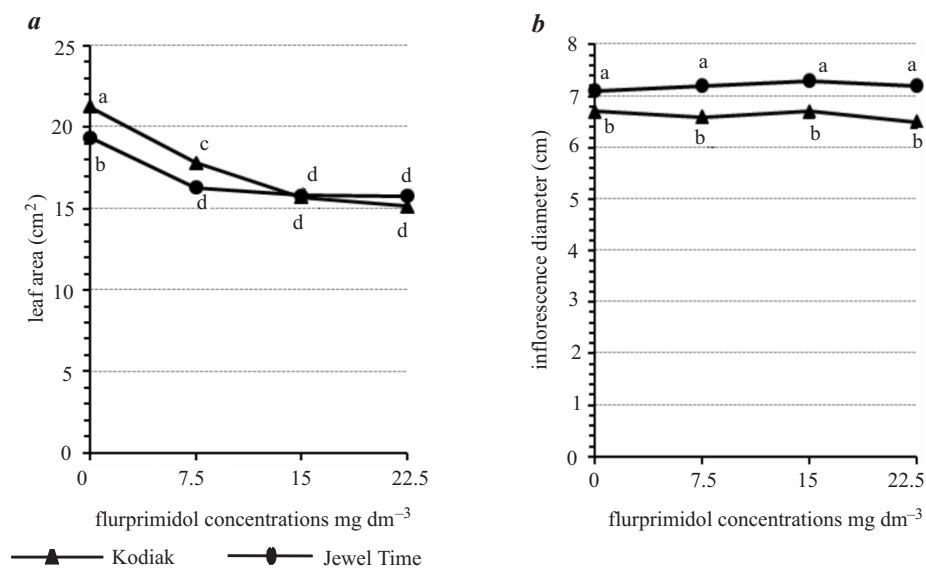 a
25
20
15
10
5
0
leaf area (cm²)
a
b
c
d
d
d
d
d
0 7.5 15 22.5
flurprimidol concentrations mg dm⁻³
b
8
7
6
5
4
3
2
1
0
inflorescence diameter (cm)
a a a a
b b b b
0 7.5 15 22.5
flurprimidol concentrations mg dm⁻³
Kodiak Jewel Time